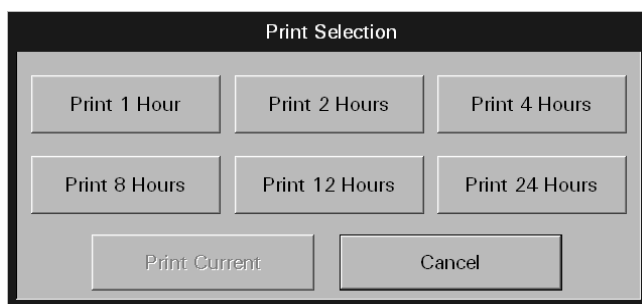 Print Selection
Print 1 Hour Print 2 Hours Print 4 Hours
Print 8 Hours Print 12 Hours Print 24 Hours
Print Current Cancel